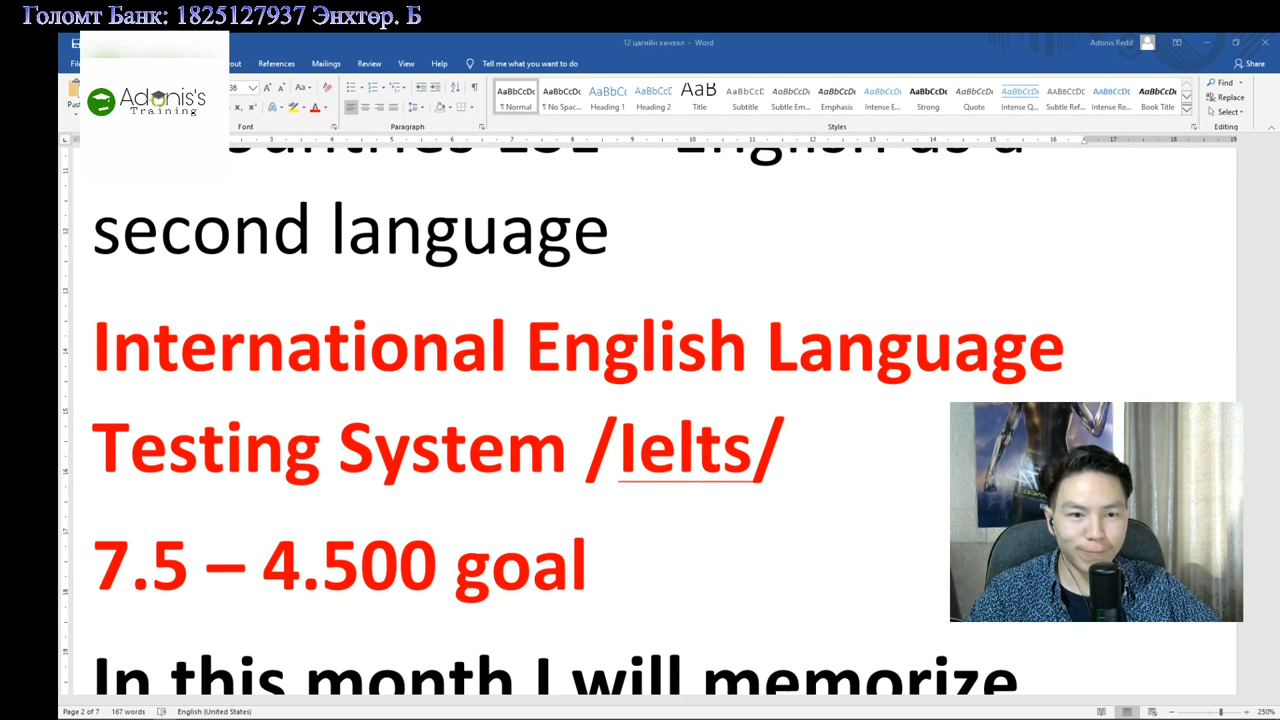 Голомт Банк: 1825127937 Энхтөр. Б
12 цагийн хичээл - Word
Adonis Redd
References Mailings Review View Help Tell me what you want to do Share
Adonis's
Training
Paste
Aa
Font Paragraph Styles Editing
AaBbCcDc AaBbCcDc AaBbCc AaBbCcC AaB AaBbCcD AaBbCcDc AaBbCcDc AaBbCcDc AaBbCcDc AaBbCcDc AaBbCcDc AaBbCcDc AaBbCcDc
¶ Normal ¶ No Spac... Heading 1 Heading 2 Title Subtitle Subtle Em... Emphasis Intense E... Strong Quote Intense Q... Subtle Ref... Intense Re... Book Title
Find
Replace
Select
English as a
second language
International English Language
Testing System /Ielts/
7.5 – 4.500 goal
In this month I will memorize
Page 2 of 7 167 words English (United States) 250%